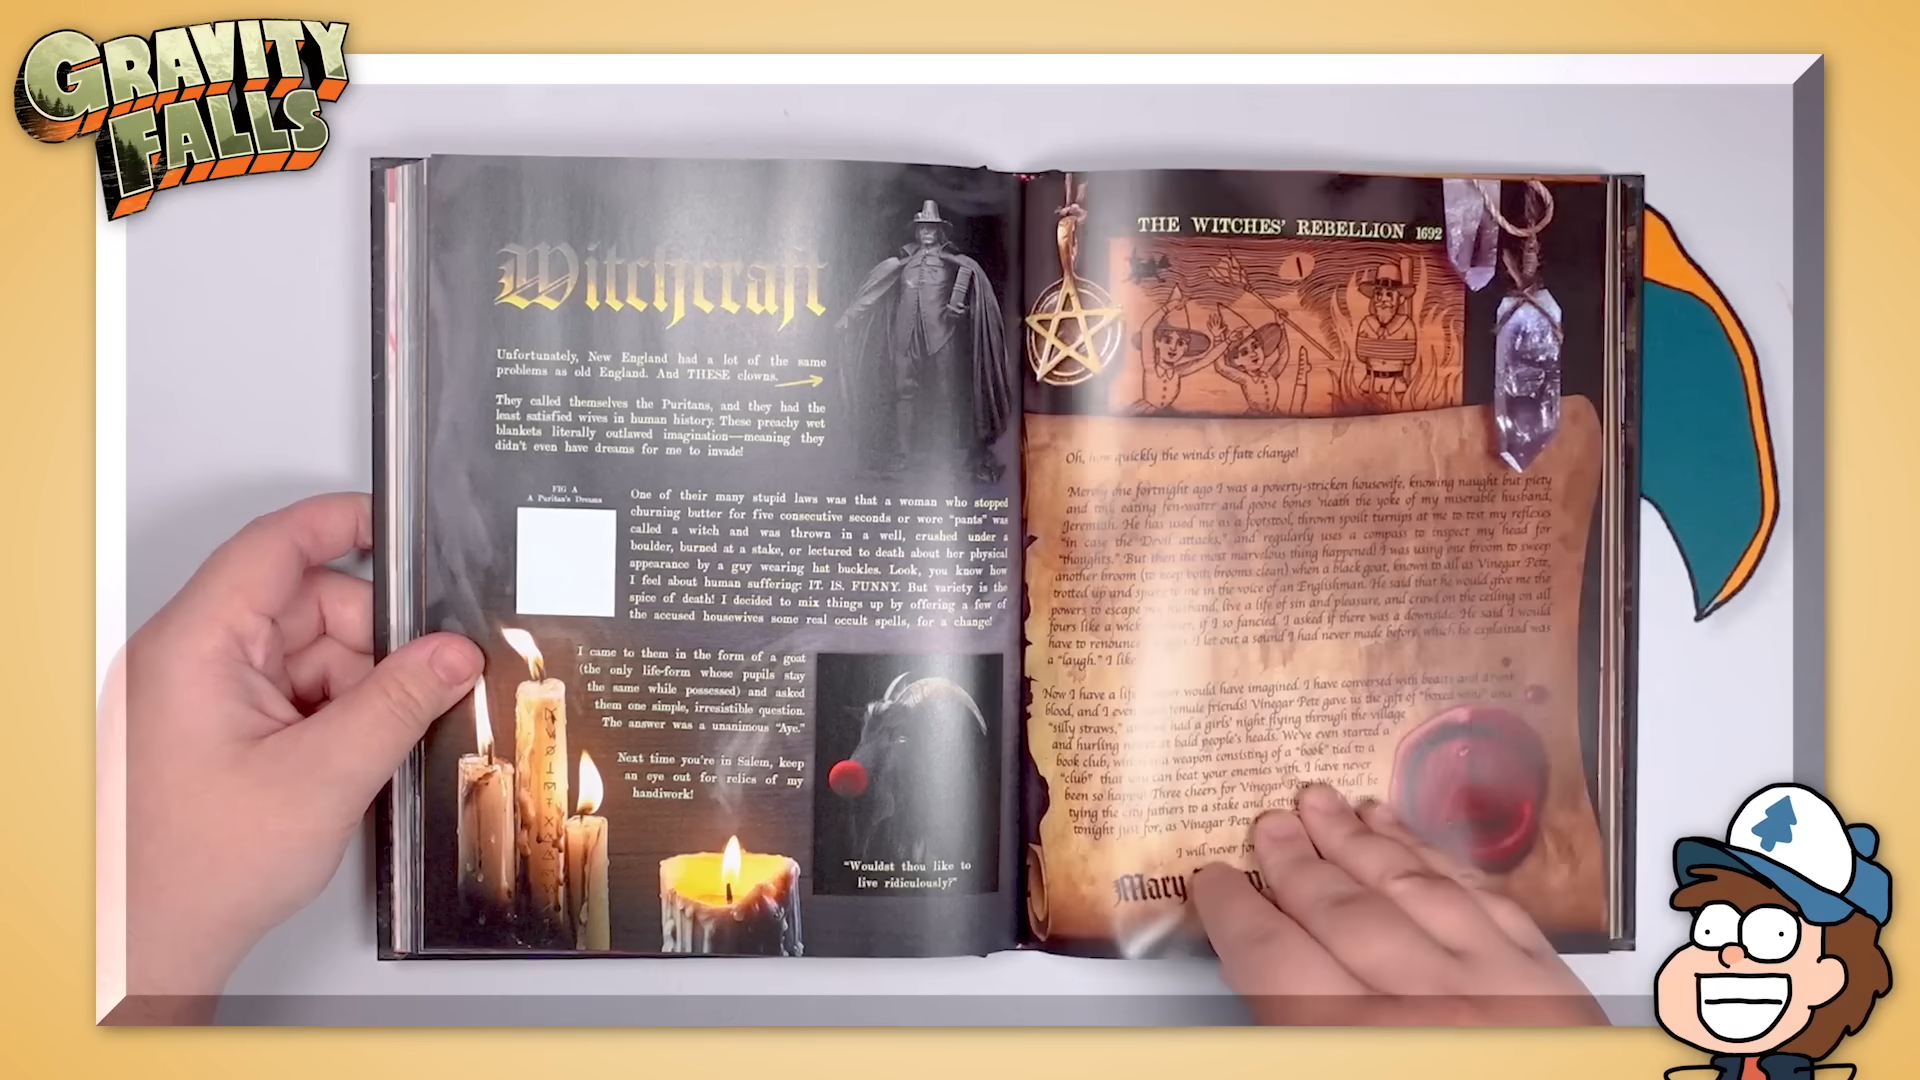 GRAVITY
FALLS
Witchcraft
Unfortunately, New England had a lot of the same
problems as old England. And THESE clowns.
They called themselves the Puritans, and they had the
least satisfied wives in human history. These preachy wet
blankets literally outlawed imagination—meaning they
didn't even have dreams for me to invade!
FIG A
A Puritan's Dreams
One of their many stupid laws was that a woman who stopped
churning butter for five consecutive seconds or wore "pants" was
called a witch and was thrown in a well, crushed under a
boulder, burned at a stake, or lectured to death about her physical
appearance by a guy wearing hat buckles. Look, you know how
I feel about human suffering: IT. IS. FUNNY. But variety is the
spice of death! I decided to mix things up by offering a few of
the accused housewives some real occult spells, for a change!
I came to them in the form of a goat
(the only life-form whose pupils stay
the same while possessed) and asked
them one simple, irresistible question.
The answer was a unanimous "Aye."
Next time you're in Salem, keep
an eye out for relics of my
handiwork!
"Wouldst thou like to
live ridiculously?"
THE WITCHES' REBELLION 1692
Oh, how quickly the winds of fate change!
Merely one fortnight ago I was a poverty-stricken housewife, knowing naught but piety
and toil, eating fen-water and goose bones 'neath the yoke of my miserable husband,
Jeremiah. He has used me as a footstool, thrown spoilt turnips at me to test my reflexes
"in case the Devil attacks," and regularly uses a compass to inspect my head for
"thoughts." But then the most marvelous thing happened! I was using one broom to sweep
another broom (to keep both brooms clean) when a black goat, known to all as Vinegar Pete,
trotted up and spake to me in the voice of an Englishman. He said that he would give me the
powers to escape my husband, live a life of sin and pleasure, and crawl on the ceiling on all
fours like a wicked, if I so fancied. I asked if there was a downside. He said I would
have to renounce I let out a sound I had never made before, which he explained was
a "laugh." I like
Now I have a life would have imagined. I have conversed with beasts and drunk
blood, and I even female friends! Vinegar Pete gave us the gift of "boxed wine" and
"silly straws," had a girls' night flying through the village
and hurling at bald people's heads. We've even started a
book club, which a weapon consisting of a "book" tied to a
"club" that you can beat your enemies with. I have never
been so happy! Three cheers for Vinegar Pete! We shall be
tying the city fathers to a stake and setting
tonight just for, as Vinegar Pete
I will never
Mary